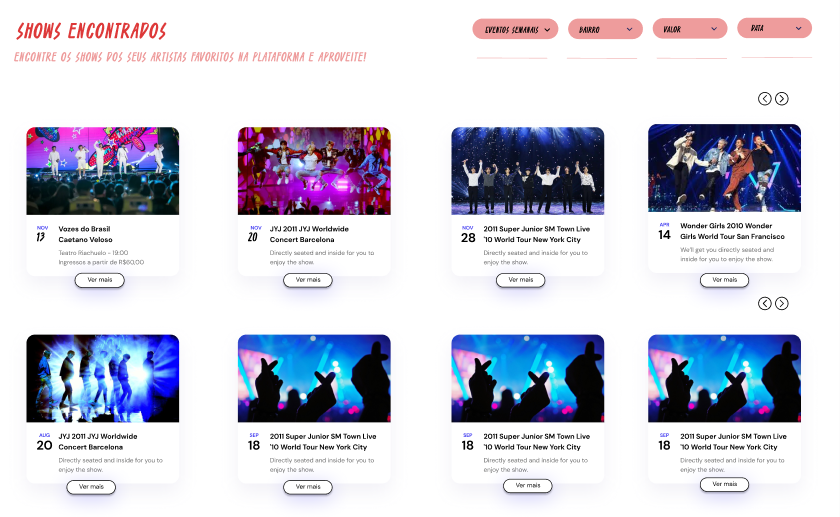 SHOWS ENCONTRADOS
ENCONTRE OS SHOWS DOS SEUS ARTISTAS FAVORITOS NA PLATAFORMA E APROVEITE!
EVENTOS SEMANAIS
BAIRRO
VALOR
DATA
NOV
13
Vozes do Brasil
Caetano Veloso
Teatro Riachuelo - 19:00
Ingressos a partir de R$60,00
Ver mais
NOV
20
JYJ 2011 JYJ Worldwide
Concert Barcelona
Directly seated and inside for you to
enjoy the show.
Ver mais
NOV
28
2011 Super Junior SM Town Live
'10 World Tour New York City
Directly seated and inside for you to
enjoy the show.
Ver mais
APR
14
Wonder Girls 2010 Wonder
Girls World Tour San Francisco
We'll get you directly seated and
inside for you to enjoy the show.
Ver mais
AUG
20
JYJ 2011 JYJ Worldwide
Concert Barcelona
Directly seated and inside for you to
enjoy the show.
Ver mais
SEP
18
2011 Super Junior SM Town Live
'10 World Tour New York City
Directly seated and inside for you to
enjoy the show.
Ver mais
SEP
18
2011 Super Junior SM Town Live
'10 World Tour New York City
Directly seated and inside for you to
enjoy the show.
Ver mais
SEP
18
2011 Super Junior SM Town Live
'10 World Tour New York City
Directly seated and inside for you to
enjoy the show.
Ver mais